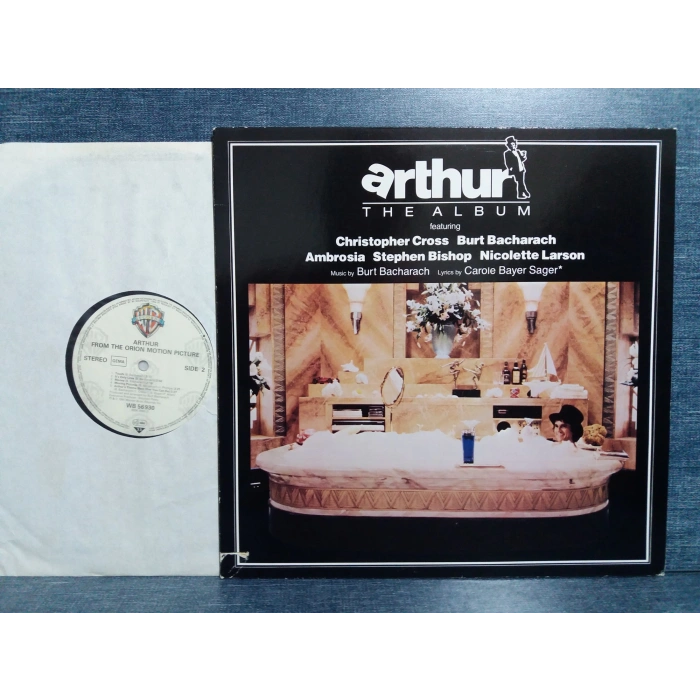 arthur
THE ALBUM
featuring
Christopher Cross Burt Bacharach
Ambrosia Stephen Bishop Nicolette Larson
Music by Burt Bacharach Lyrics by Carole Bayer Sager*
ARTHUR
FROM THE ORION MOTION PICTURE
STEREO
GEMA
SIDE 2